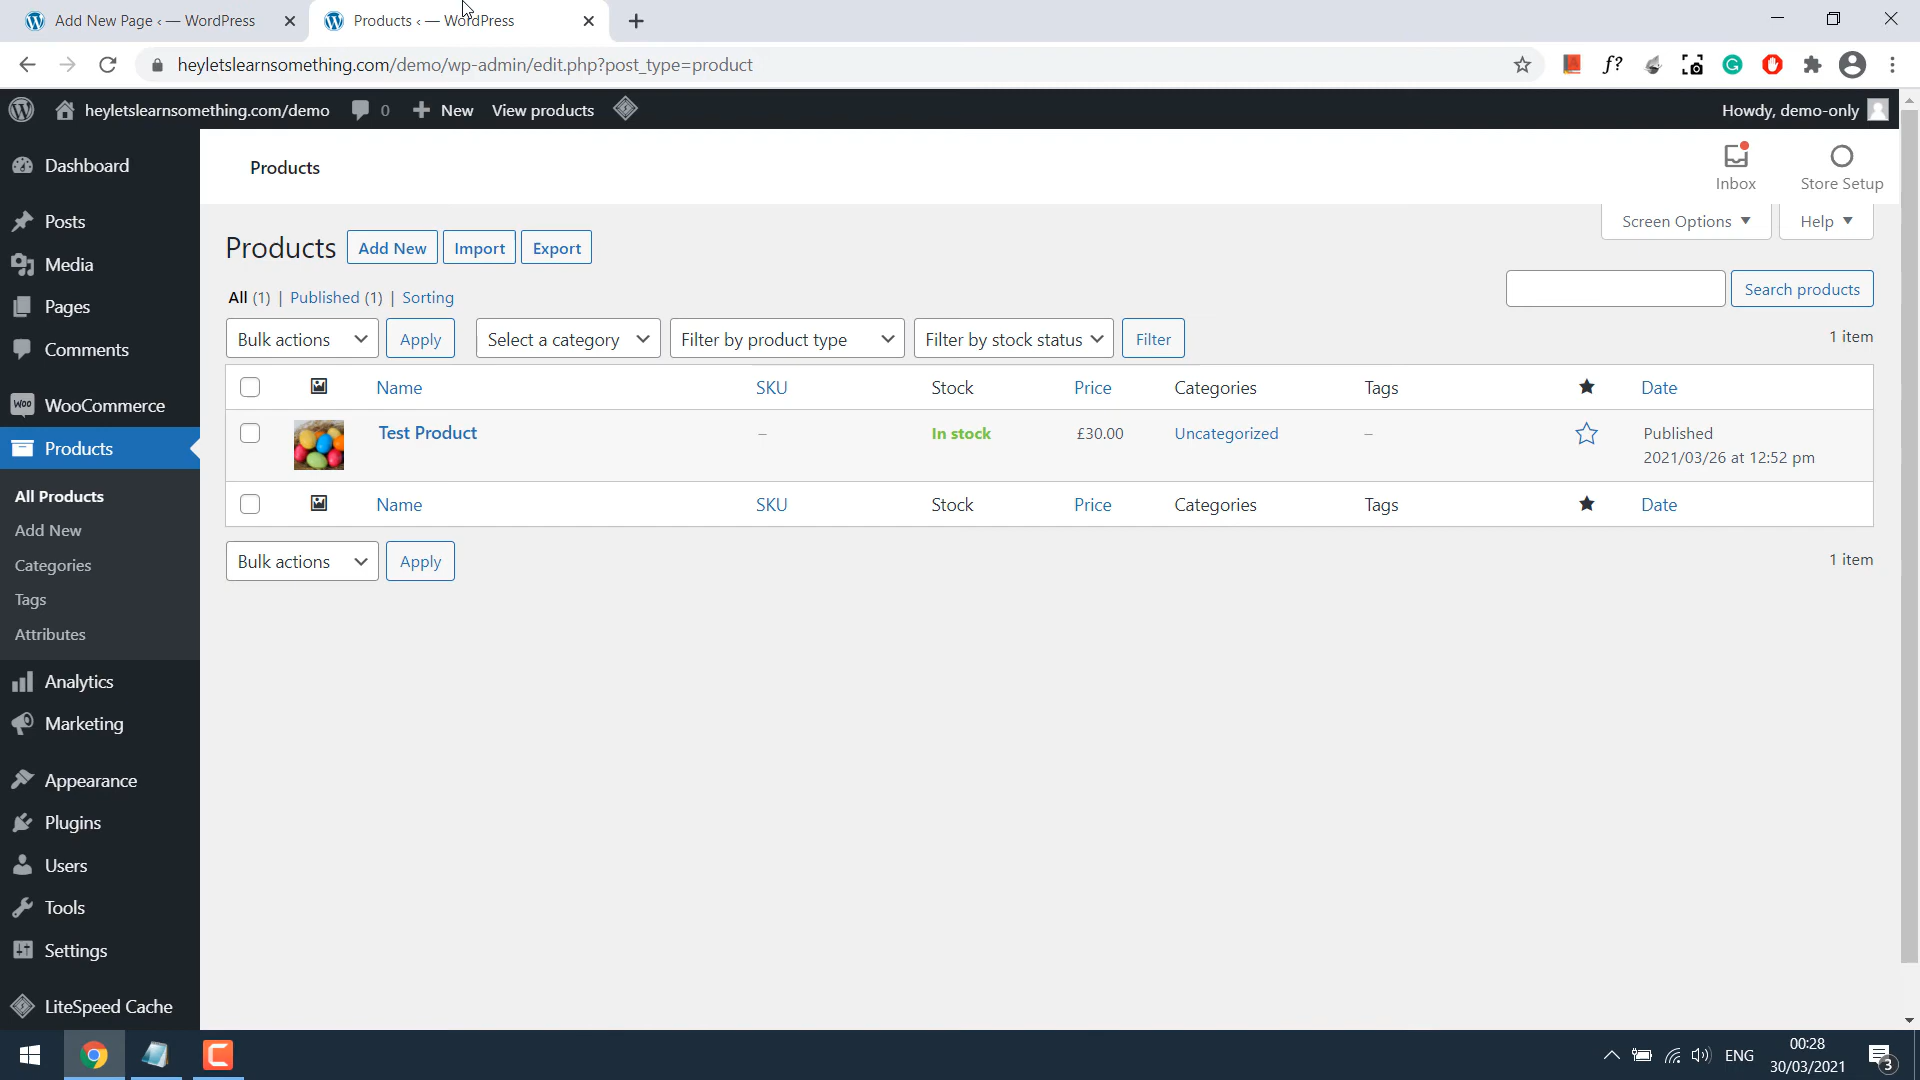 Add New Page ‹ — WordPress
Products ‹ — WordPress
heyletslearnsomething.com/demo/wp-admin/edit.php?post_type=product
f?
heyletslearnsomething.com/demo 0 New View products
Howdy, demo-only
Dashboard
Posts
Media
Pages
Comments
Woo WooCommerce
Products
All Products
Add New
Categories
Tags
Attributes
Analytics
Marketing
Appearance
Plugins
Users
Tools
Settings
LiteSpeed Cache
Products
Inbox
Store Setup
Screen Options
Help
Products Add New Import Export
All (1) | Published (1) | Sorting
Search products
Bulk actions Apply Select a category Filter by product type Filter by stock status Filter
1 item
Name SKU Stock Price Categories Tags Date
Test Product – In stock £30.00 Uncategorized – Published
2021/03/26 at 12:52 pm
Name SKU Stock Price Categories Tags Date
Bulk actions Apply
1 item
ENG
00:28
30/03/2021
3